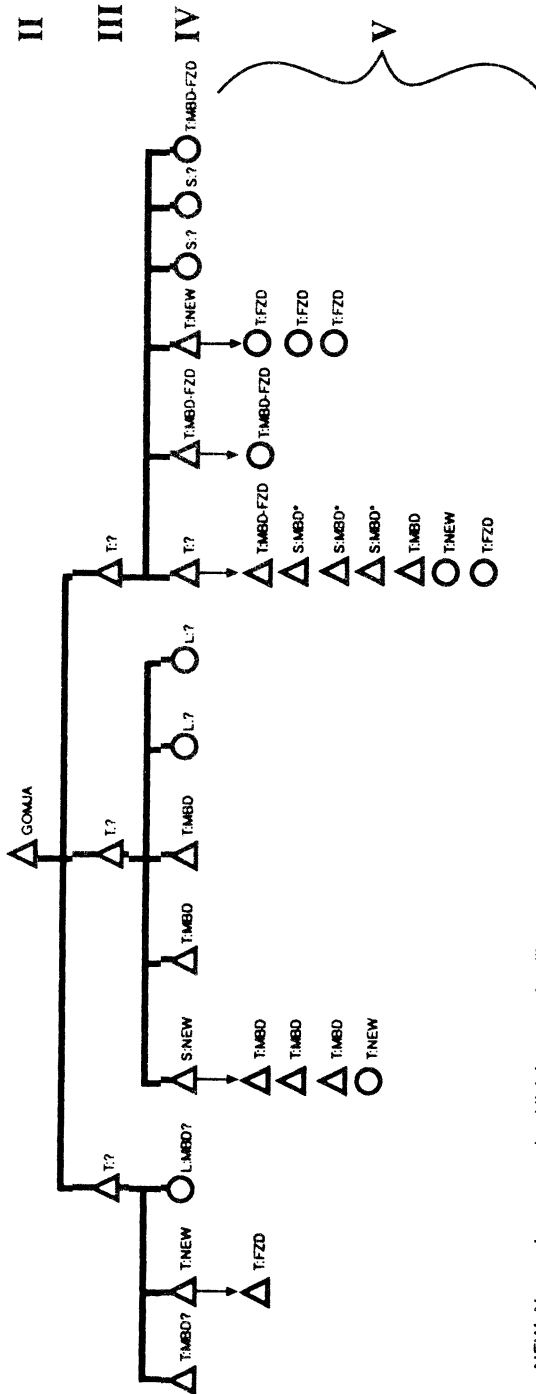 GOMJA II
T:? T:? T:? III
T:MBD? T:NEW L:MBD? S:NEW T:MBD T:MBD L:? L:? T:? T:MBD-FZD T:NEW S:? S:? T:MBD-FZD IV
T:FZD T:MBD T:MBD-FZD T:MBD-FZD T:FZD
T:MBD S:MBD* T:FZD
T:MBD S:MBD* T:FZD
T:NEW S:MBD* V
T:MBD
T:NEW
T:FZD
NEW: